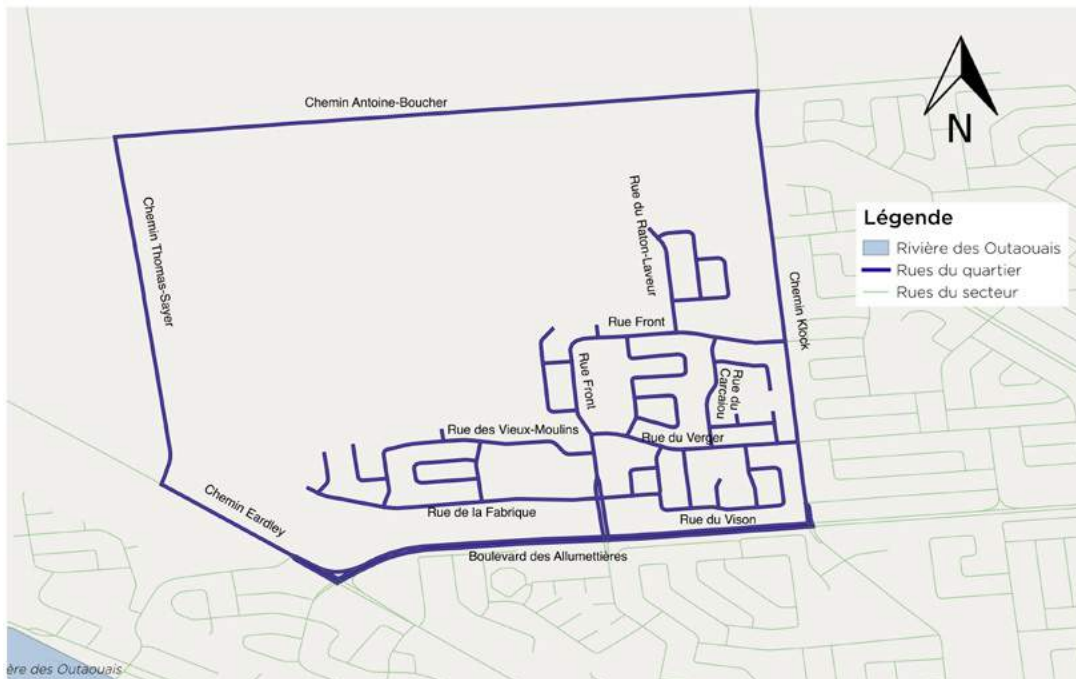 Chemin Antoine-Boucher
N
Chemin Thomas-Sayer
Rue du Raton-Laveur
Légende
Rivière des Outaouais
Rues du quartier
Rues du secteur
Chemin Klock
Rue Front
Rue Front
Rue du
Carcaiou
Rue des Vieux-Moulins
Rue du Verger
Chemin Eardley
Rue de la Fabrique
Rue du Vison
Boulevard des Allumettières
ère des Outaouais